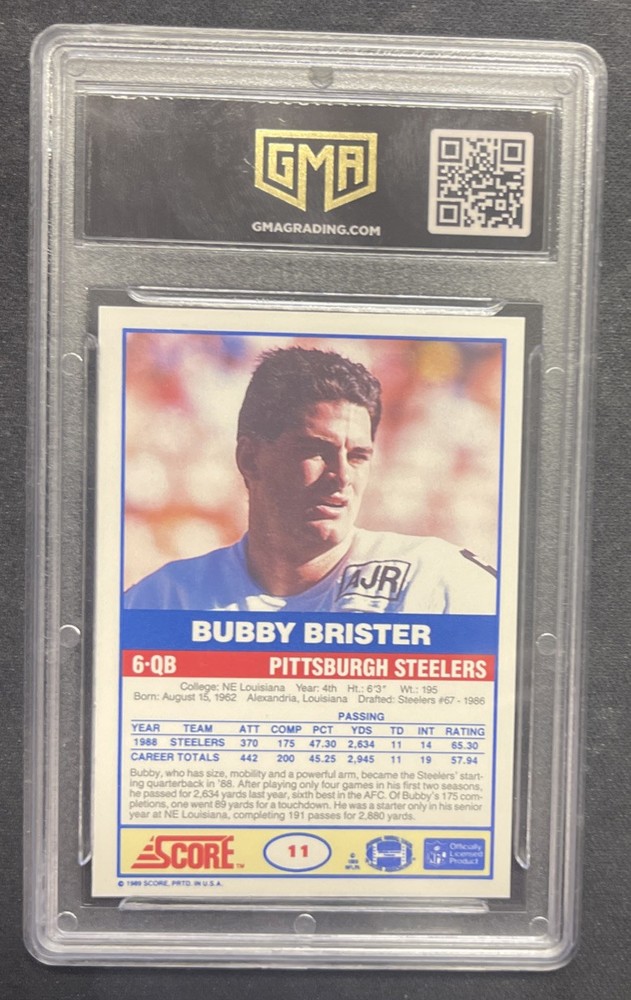 GMA
GMAGRADING.COM
AJR
BUBBY BRISTER
6-QB PITTSBURGH STEELERS
College: NE Louisiana Year: 4th Ht.: 6'3" Wt.: 195
Born: August 15, 1962 Alexandria, Louisiana Drafted: Steelers #67 - 1986
PASSING
YEAR TEAM ATT COMP PCT YDS TD INT RATING
1988 STEELERS 370 175 47.30 2,634 11 14 65.30
CAREER TOTALS 442 200 45.25 2,945 11 19 57.94
Bubby, who has size, mobility and a powerful arm, became the Steelers' start-
ing quarterback in '88. After playing only four games in his first two seasons,
he passed for 2,634 yards last year, sixth best in the AFC. Of Bubby's 175 com-
pletions, one went 89 yards for a touchdown. He was a starter only in his senior
year at NE Louisiana, completing 191 passes for 2,880 yards.
SCORE™ 11
Officially
Licensed
Product
© 1989 SCORE, PRTD. IN U.S.A.